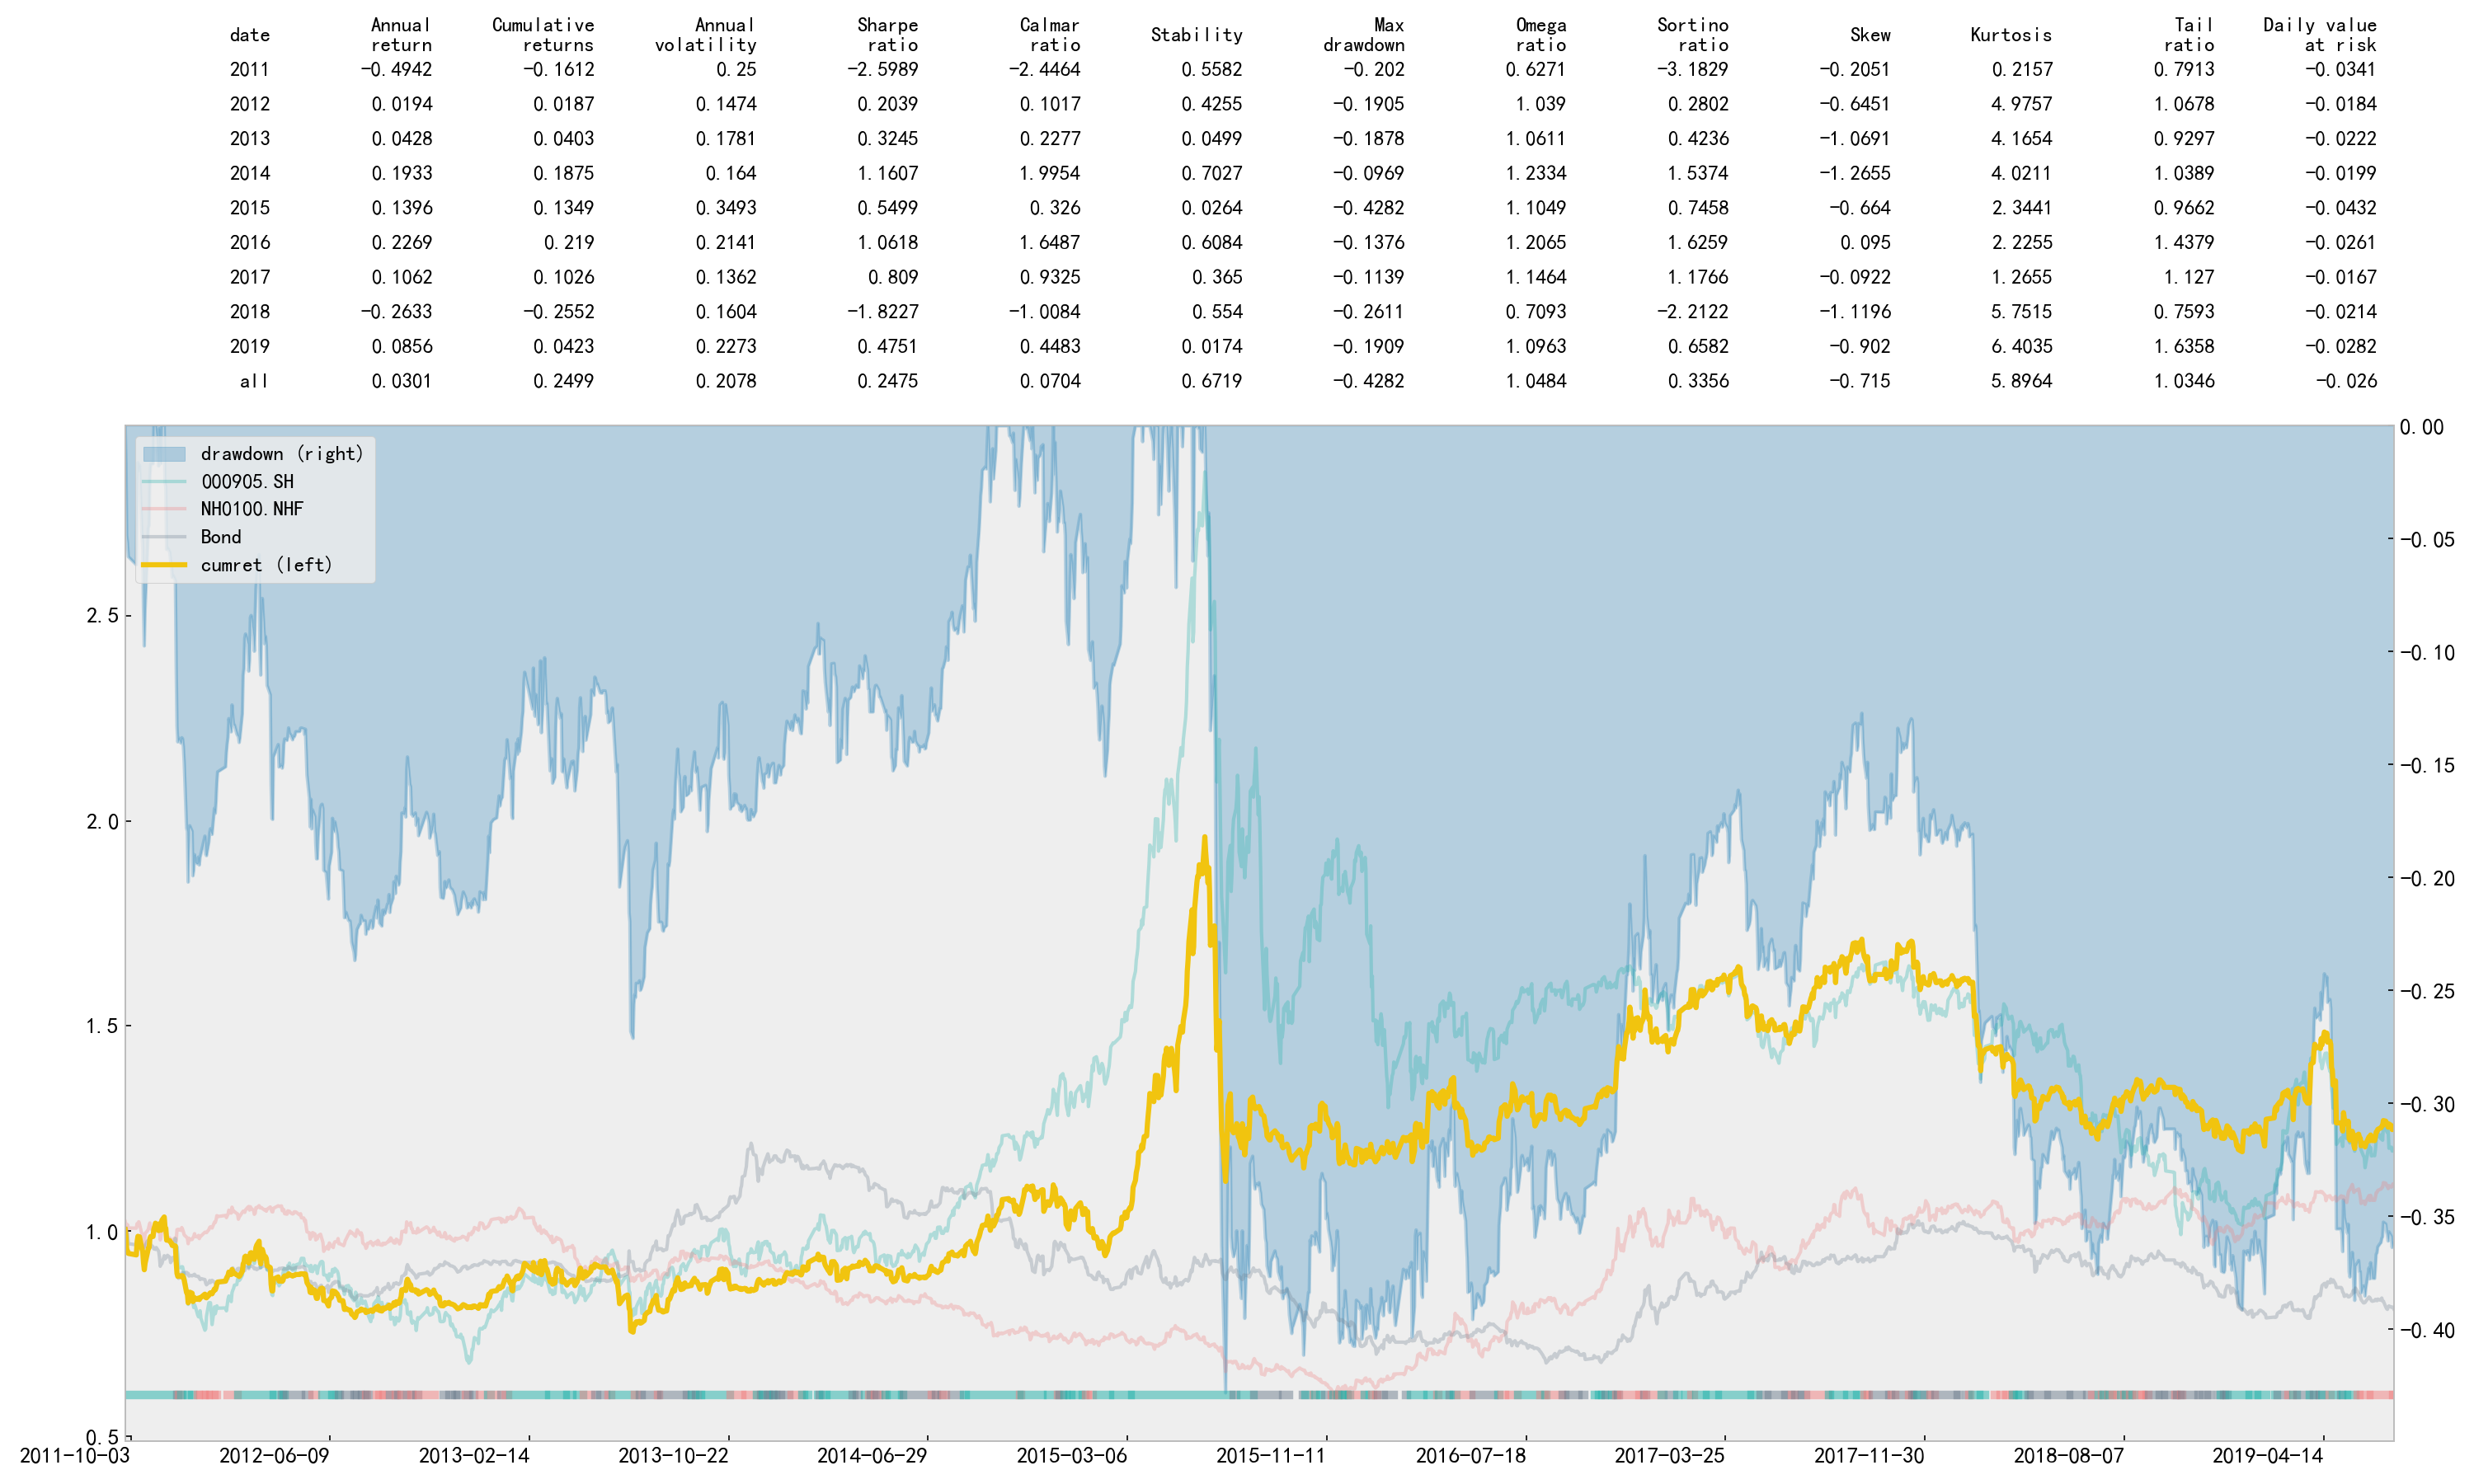 date Annual return Cumulative returns Annual volatility Sharpe ratio Calmar ratio Stability Max drawdown Omega ratio Sortino ratio Skew Kurtosis Tail ratio Daily value at risk
2011 -0.4942 -0.1612 0.25 -2.5989 -2.4464 0.5582 -0.202 0.6271 -3.1829 -0.2051 0.2157 0.7913 -0.0341
2012 0.0194 0.0187 0.1474 0.2039 0.1017 0.4255 -0.1905 1.039 0.2802 -0.6451 4.9757 1.0678 -0.0184
2013 0.0428 0.0403 0.1781 0.3245 0.2277 0.0499 -0.1878 1.0611 0.4236 -1.0691 4.1654 0.9297 -0.0222
2014 0.1933 0.1875 0.164 1.1607 1.9954 0.7027 -0.0969 1.2334 1.5374 -1.2655 4.0211 1.0389 -0.0199
2015 0.1396 0.1349 0.3493 0.5499 0.326 0.0264 -0.4282 1.1049 0.7458 -0.664 2.3441 0.9662 -0.0432
2016 0.2269 0.219 0.2141 1.0618 1.6487 0.6084 -0.1376 1.2065 1.6259 0.095 2.2255 1.4379 -0.0261
2017 0.1062 0.1026 0.1362 0.809 0.9325 0.365 -0.1139 1.1464 1.1766 -0.0922 1.2655 1.127 -0.0167
2018 -0.2633 -0.2552 0.1604 -1.8227 -1.0084 0.554 -0.2611 0.7093 -2.2122 -1.1196 5.7515 0.7593 -0.0214
2019 0.0856 0.0423 0.2273 0.4751 0.4483 0.0174 -0.1909 1.0963 0.6582 -0.902 6.4035 1.6358 -0.0282
all 0.0301 0.2499 0.2078 0.2475 0.0704 0.6719 -0.4282 1.0484 0.3356 -0.715 5.8964 1.0346 -0.026
drawdown (right)
000905.SH
NH0100.NHF
Bond
cumret (left)
2.5
2.0
1.5
1.0
0.5
0.00
-0.05
-0.10
-0.15
-0.20
-0.25
-0.30
-0.35
-0.40
2011-10-03 2012-06-09 2013-02-14 2013-10-22 2014-06-29 2015-03-06 2015-11-11 2016-07-18 2017-03-25 2017-11-30 2018-08-07 2019-04-14